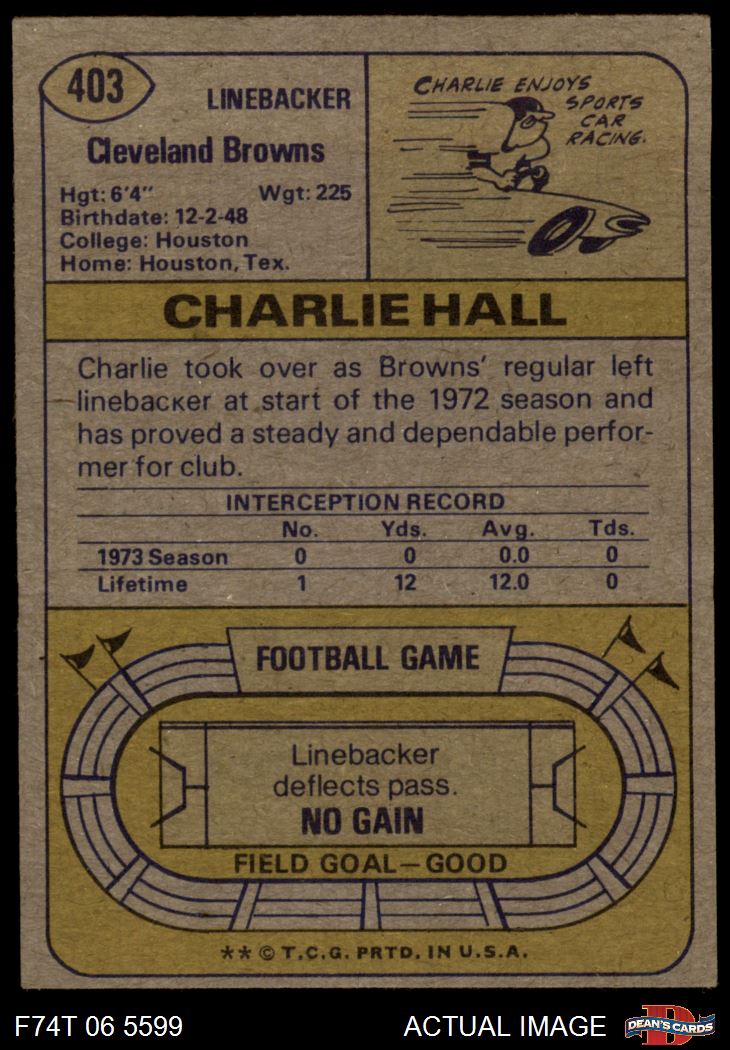 403
LINEBACKER
Cleveland Browns
Hgt: 6'4" Wgt: 225
Birthdate: 12-2-48
College: Houston
Home: Houston, Tex.
CHARLIE ENJOYS
SPORTS
CAR
RACING.
CHARLIE HALL
Charlie took over as Browns' regular left
linebacker at start of the 1972 season and
has proved a steady and dependable perfor-
mer for club.
INTERCEPTION RECORD
No. Yds. Avg. Tds.
1973 Season 0 0 0.0 0
Lifetime 1 12 12.0 0
FOOTBALL GAME
Linebacker
deflects pass.
NO GAIN
FIELD GOAL—GOOD
** © T.C.G. PRTD. IN U.S.A.
F74T 06 5599 ACTUAL IMAGE
D
DEAN'S CARDS